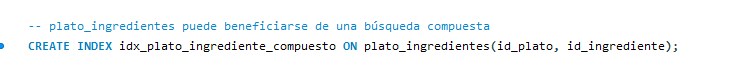 -- plato_ingredientes puede beneficiarse de una búsqueda compuesta
CREATE INDEX idx_plato_ingrediente_compuesto ON plato_ingredientes(id_plato, id_ingrediente);